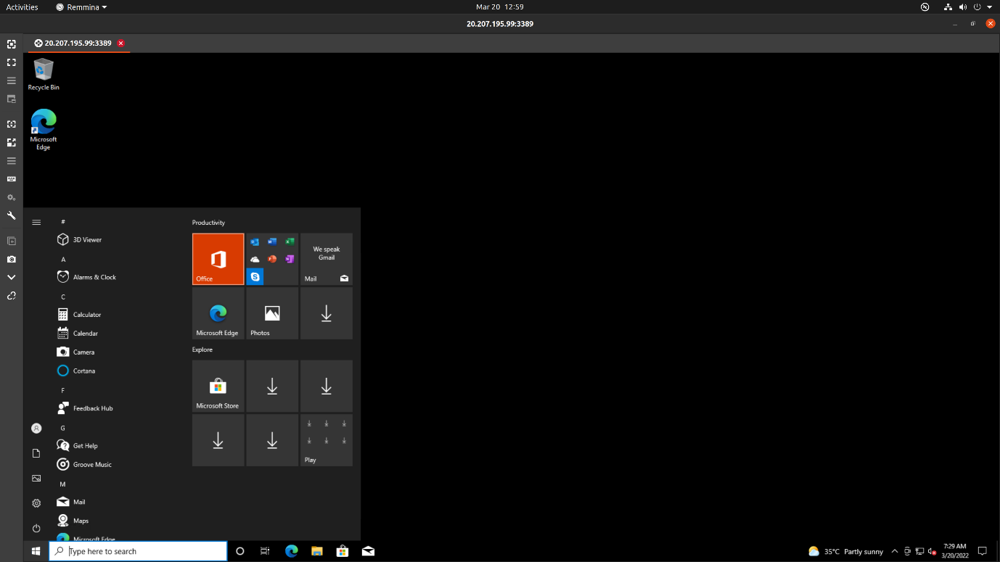 Activities
Remmina
Mar 20 12:59
20.207.195.99:3389
20.207.195.99:3389
Recycle Bin
Microsoft
Edge
#
3D Viewer
A
Alarms & Clock
C
Calculator
Calendar
Camera
Cortana
F
Feedback Hub
G
Get Help
Groove Music
M
Mail
Maps
Microsoft Edge
Productivity
Office
We speak
Gmail
Mail
Microsoft Edge
Photos
Explore
Microsoft Store
Play
Type here to search
35°C Partly sunny
7:29 AM
3/20/2022